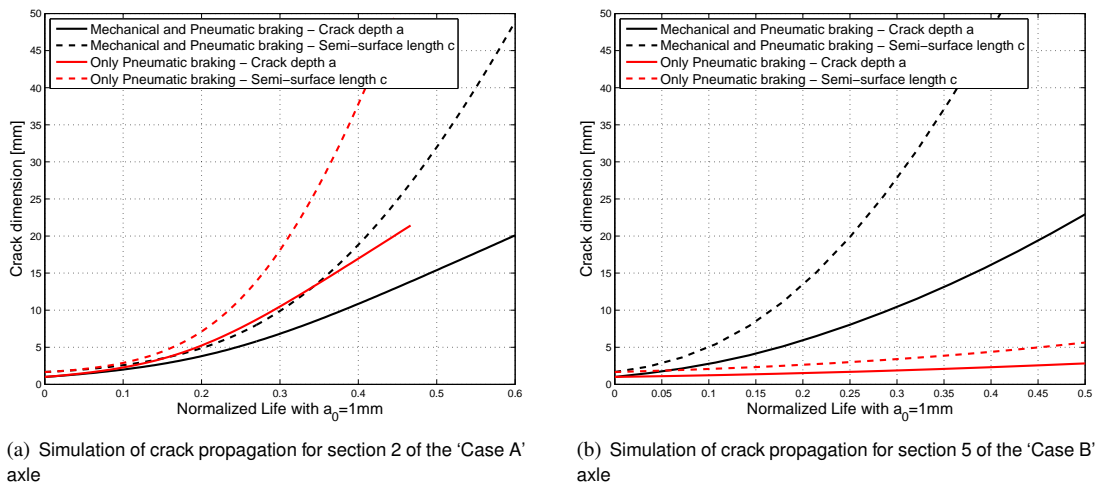 50
45
40
35
30
25
20
15
10
5
0
Crack dimension [mm]
Mechanical and Pneumatic braking − Crack depth a
Mechanical and Pneumatic braking − Semi−surface length c
Only Pneumatic braking − Crack depth a
Only Pneumatic braking − Semi−surface length c
0 0.1 0.2 0.3 0.4 0.5 0.6
Normalized Life with a0=1mm
(a) Simulation of crack propagation for section 2 of the ‘Case A’
axle
50
45
40
35
30
25
20
15
10
5
0
Crack dimension [mm]
Mechanical and Pneumatic braking − Crack depth a
Mechanical and Pneumatic braking − Semi−surface length c
Only Pneumatic braking − Crack depth a
Only Pneumatic braking − Semi−surface length c
0 0.05 0.1 0.15 0.2 0.25 0.3 0.35 0.4 0.45 0.5
Normalized Life with a0=1mm
(b) Simulation of crack propagation for section 5 of the ‘Case B’
axle